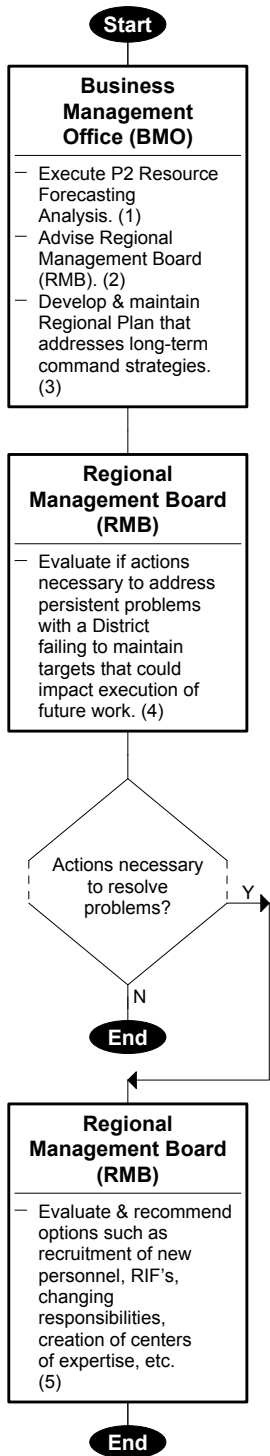 Start
Business
Management
Office (BMO)
— Execute P2 Resource
Forecasting
Analysis. (1)
— Advise Regional
Management Board
(RMB). (2)
— Develop & maintain
Regional Plan that
addresses long-term
command strategies.
(3)
Regional
Management Board
(RMB)
— Evaluate if actions
necessary to address
persistent problems
with a District
failing to maintain
targets that could
impact execution of
future work. (4)
Actions necessary
to resolve
problems?
Y
N
End
Regional
Management Board
(RMB)
— Evaluate & recommend
options such as
recruitment of new
personnel, RIF's,
changing
responsibilities,
creation of centers
of expertise, etc.
(5)
End